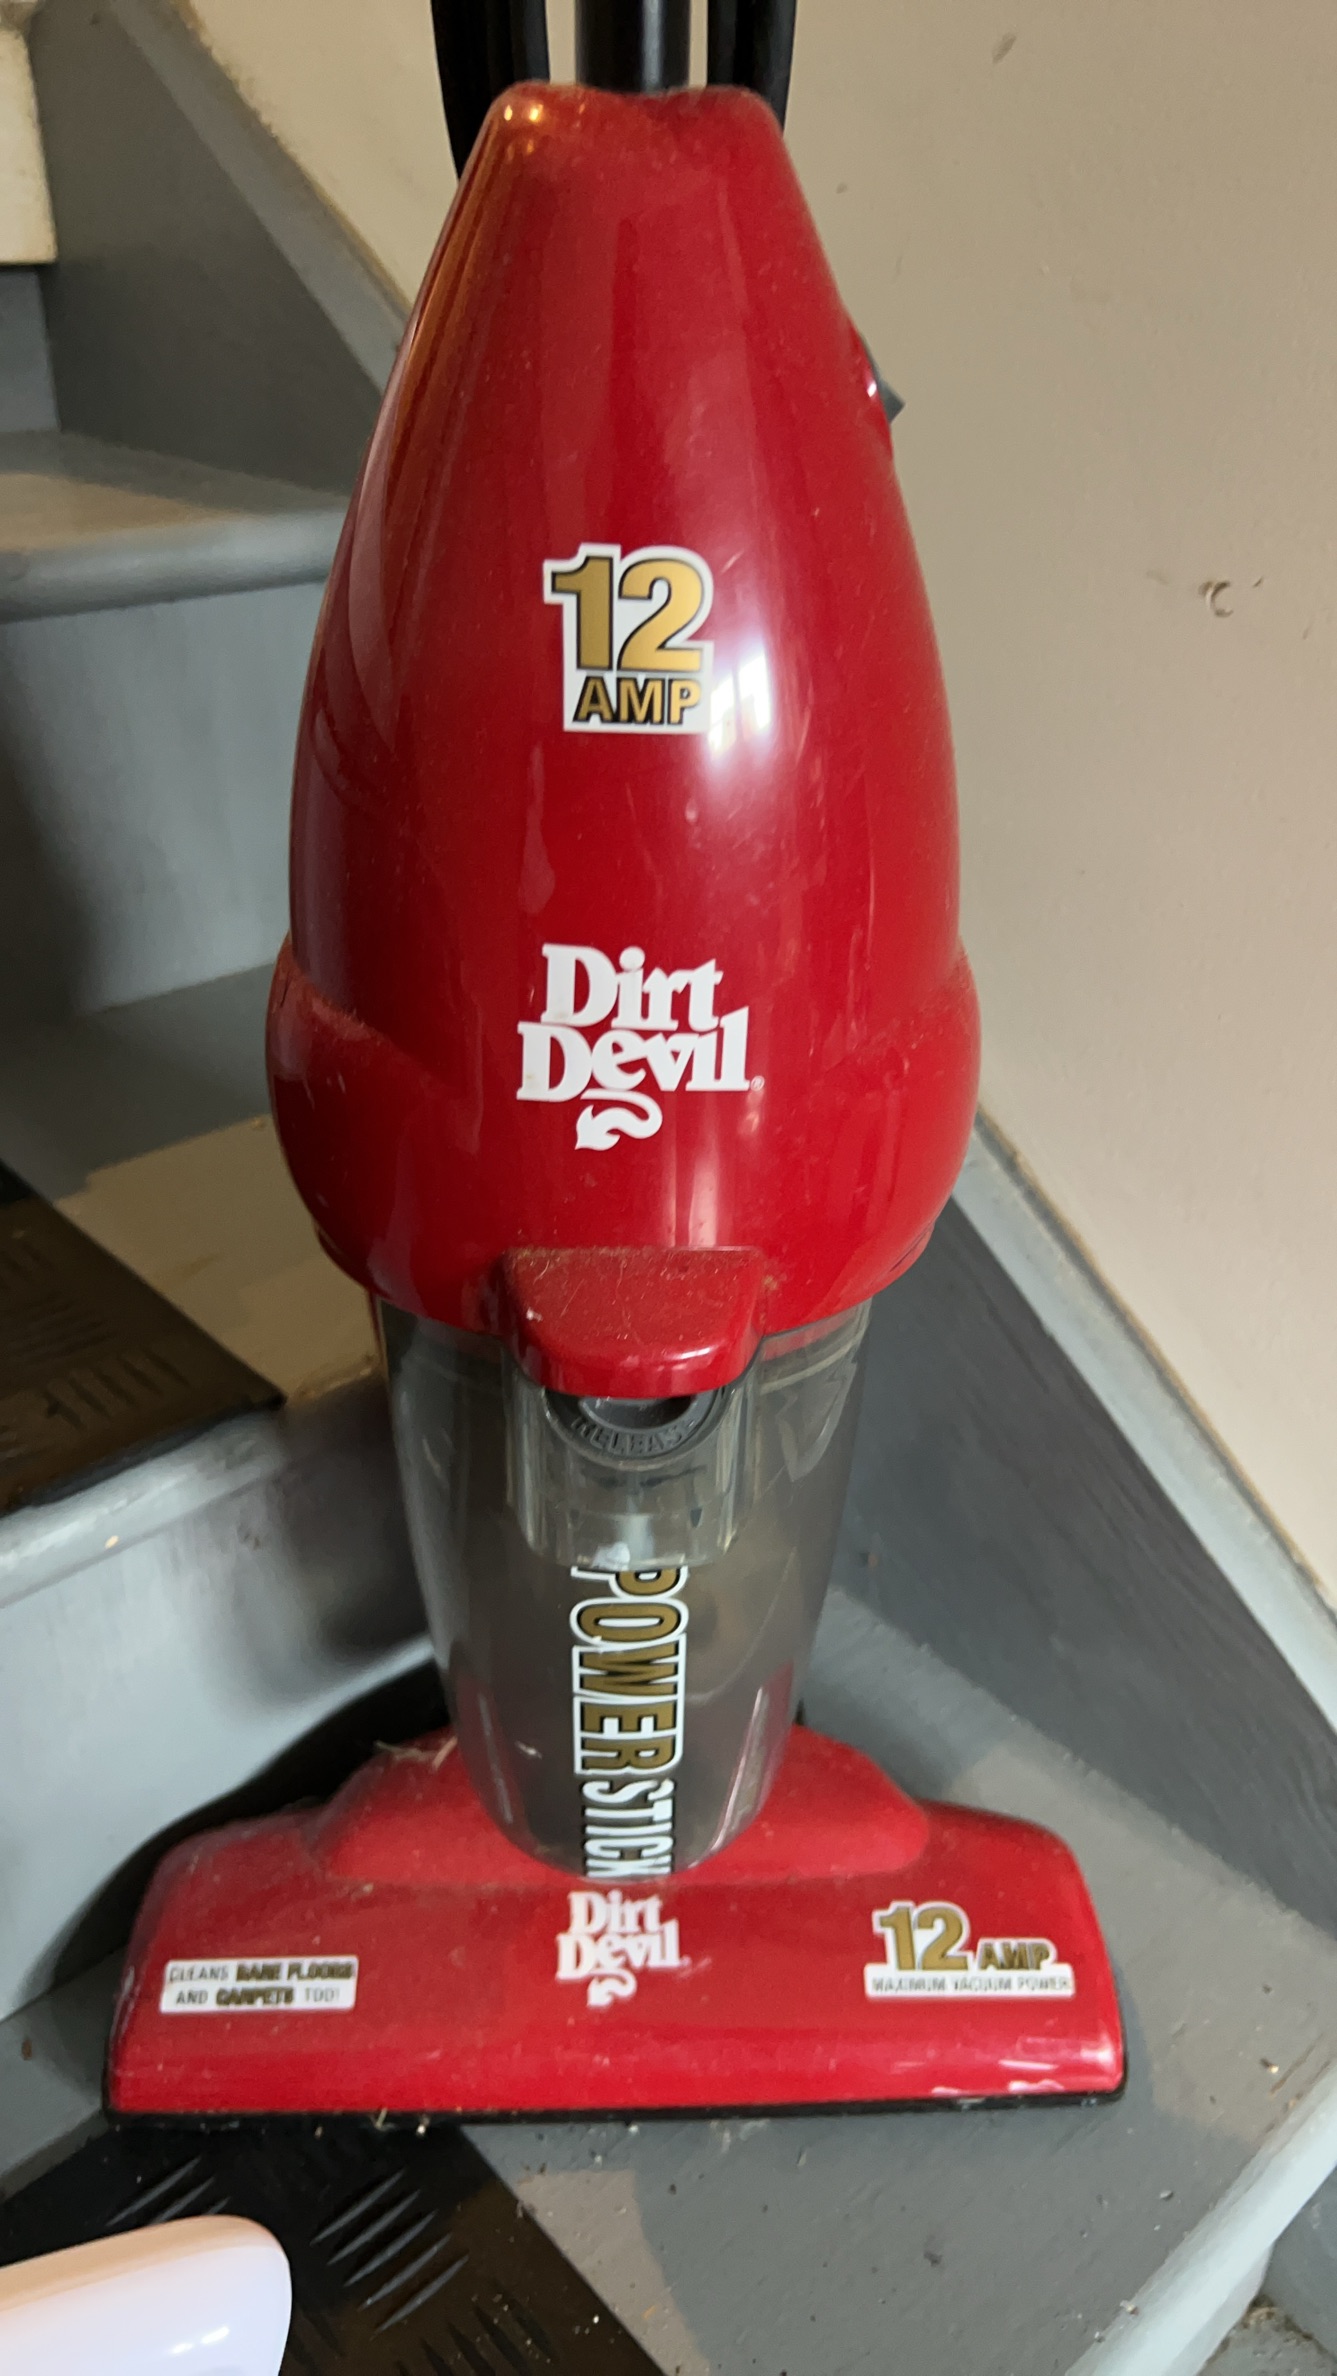 12
AMP
Dirt
Devil®
RELEASE
POWER STICK
Dirt
Devil
CLEANS BARE FLOORS
AND CARPETS TOO!
12 AMP
MAXIMUM VACUUM POWER